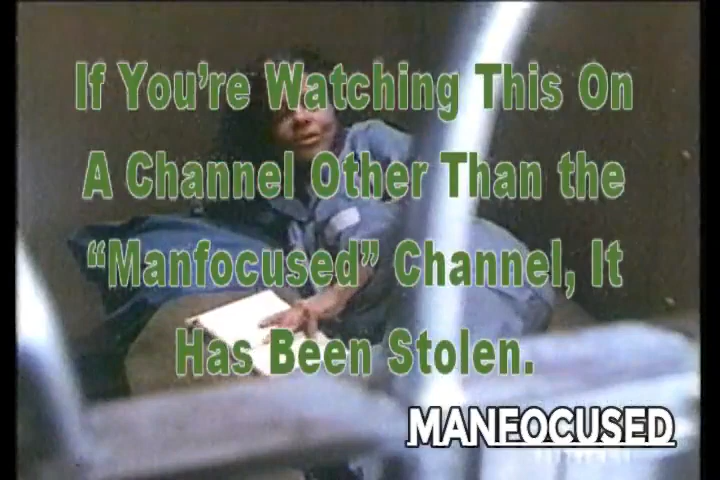 If You’re Watching This On
A Channel Other Than the
“Manfocused” Channel, It
Has Been Stolen.
MANFOCUSED